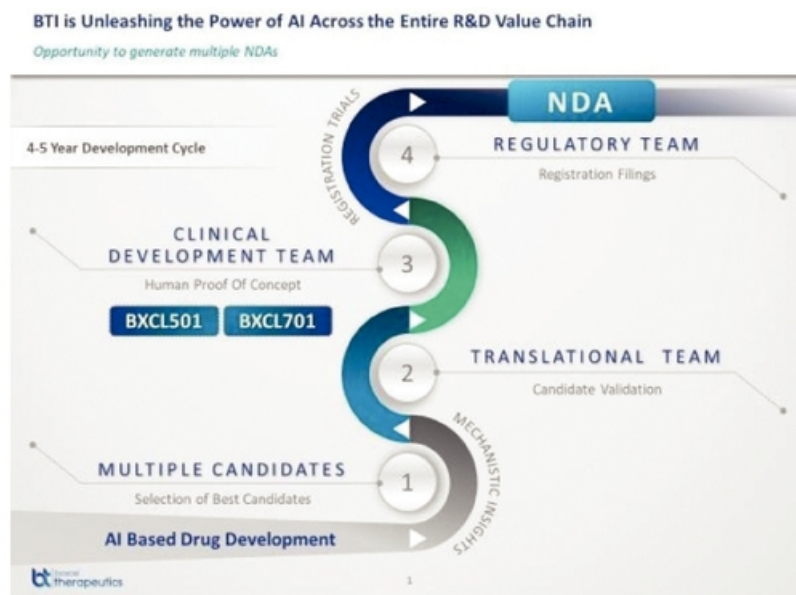 BTI is Unleashing the Power of AI Across the Entire R&D Value Chain
Opportunity to generate multiple NDAs
NDA
REGISTRATION TRIALS
4-5 Year Development Cycle
4
REGULATORY TEAM
Registration Filings
CLINICAL
DEVELOPMENT TEAM
Human Proof Of Concept
3
BXCL501 BXCL701
2
TRANSLATIONAL TEAM
Candidate Validation
MECHANISTIC INSIGHTS
MULTIPLE CANDIDATES
Selection of Best Candidates
1
AI Based Drug Development
bt
therapeutics
1